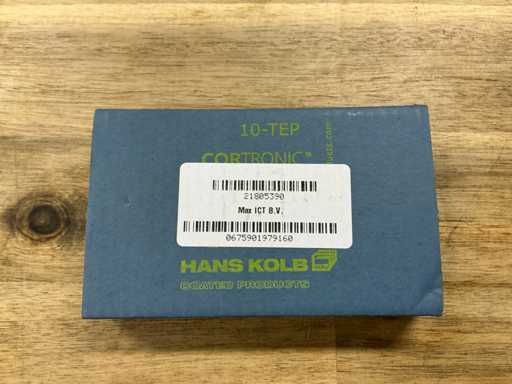 10-TEP
CORTRONIC®
21805390
Max ICT B.V.
0675901979160
HANS KOLB
COATED PRODUCTS